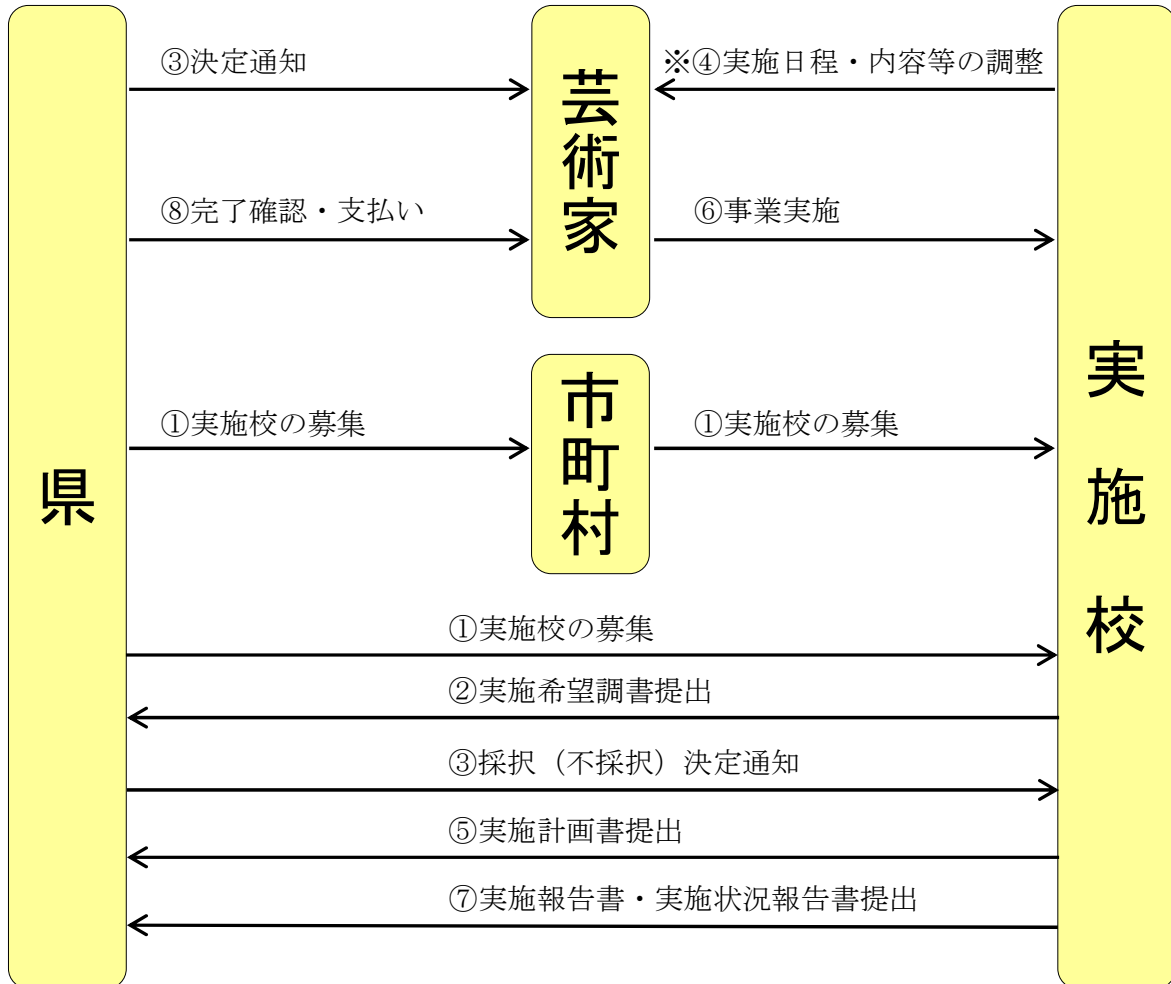 ③決定通知
※④実施日程・内容等の調整
芸術家
⑧完了確認・支払い
⑥事業実施
①実施校の募集
市町村
①実施校の募集
県
実施校
①実施校の募集
②実施希望調書提出
③採択（不採択）決定通知
⑤実施計画書提出
⑦実施報告書・実施状況報告書提出